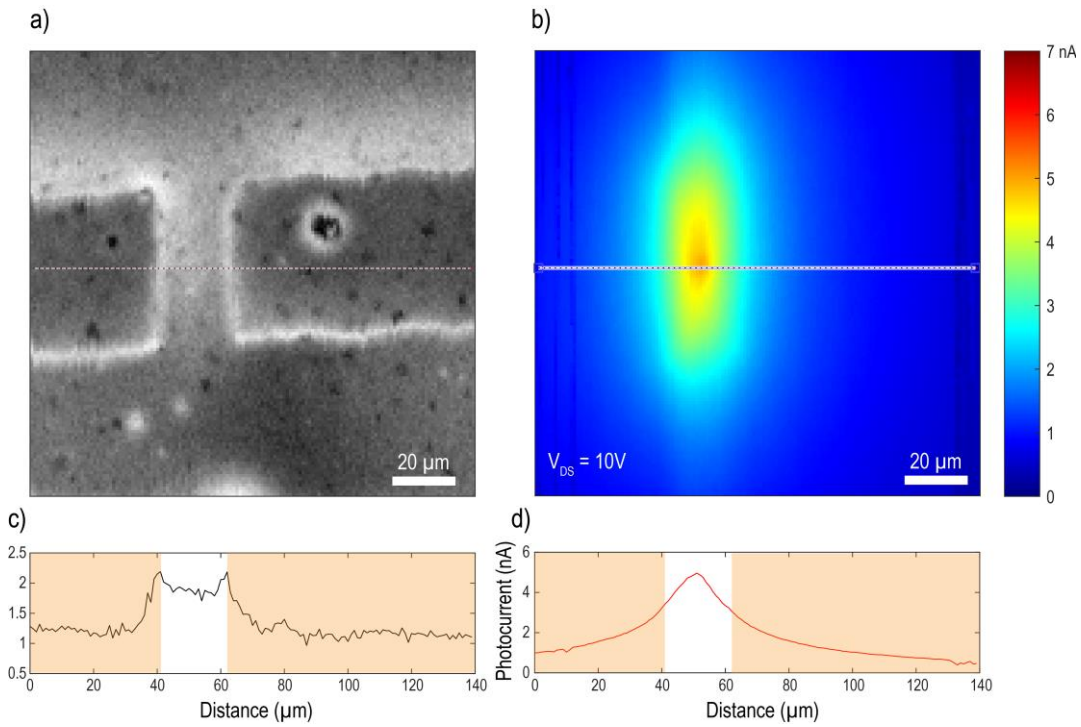 a)
20 µm
b)
V_DS = 10V
20 µm
7 nA
6
5
4
3
2
1
0
c)
2.5
2
1.5
1
0.5
0 20 40 60 80 100 120 140
Distance (µm)
d)
Photocurrent (nA)
6
4
2
0
0 20 40 60 80 100 120 140
Distance (µm)